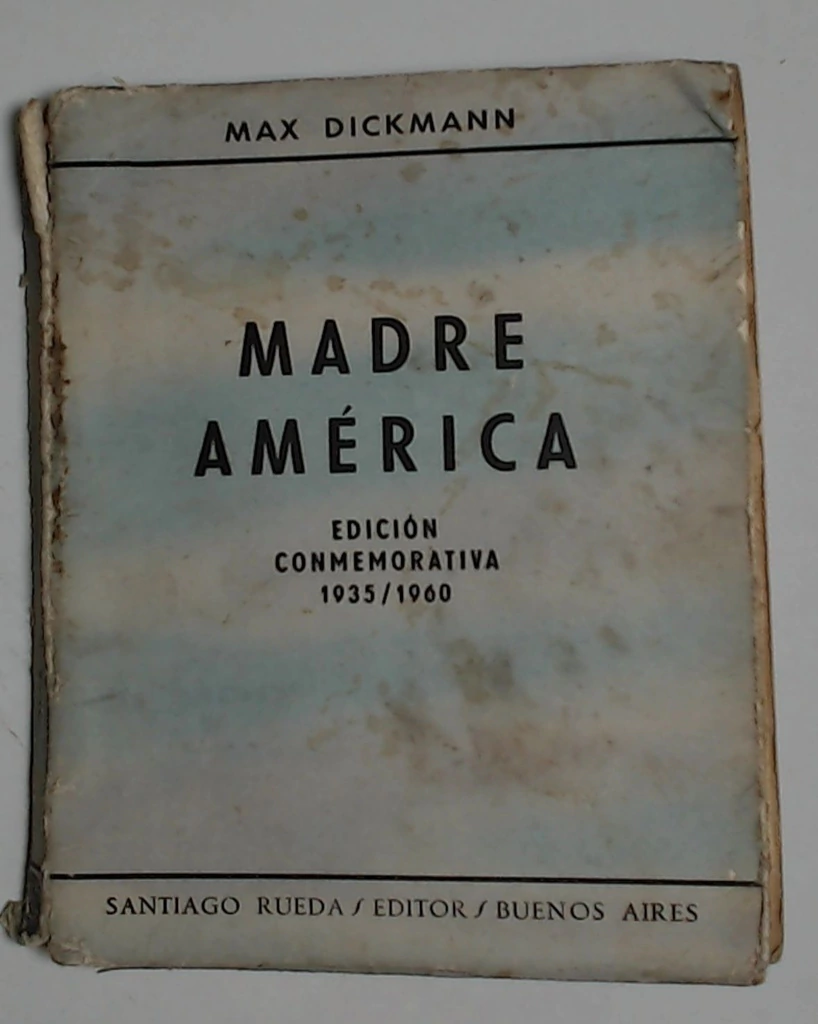 MAX DICKMANN
MADRE
AMÉRICA
EDICIÓN
CONMEMORATIVA
1935/1960
SANTIAGO RUEDA / EDITOR / BUENOS AIRES